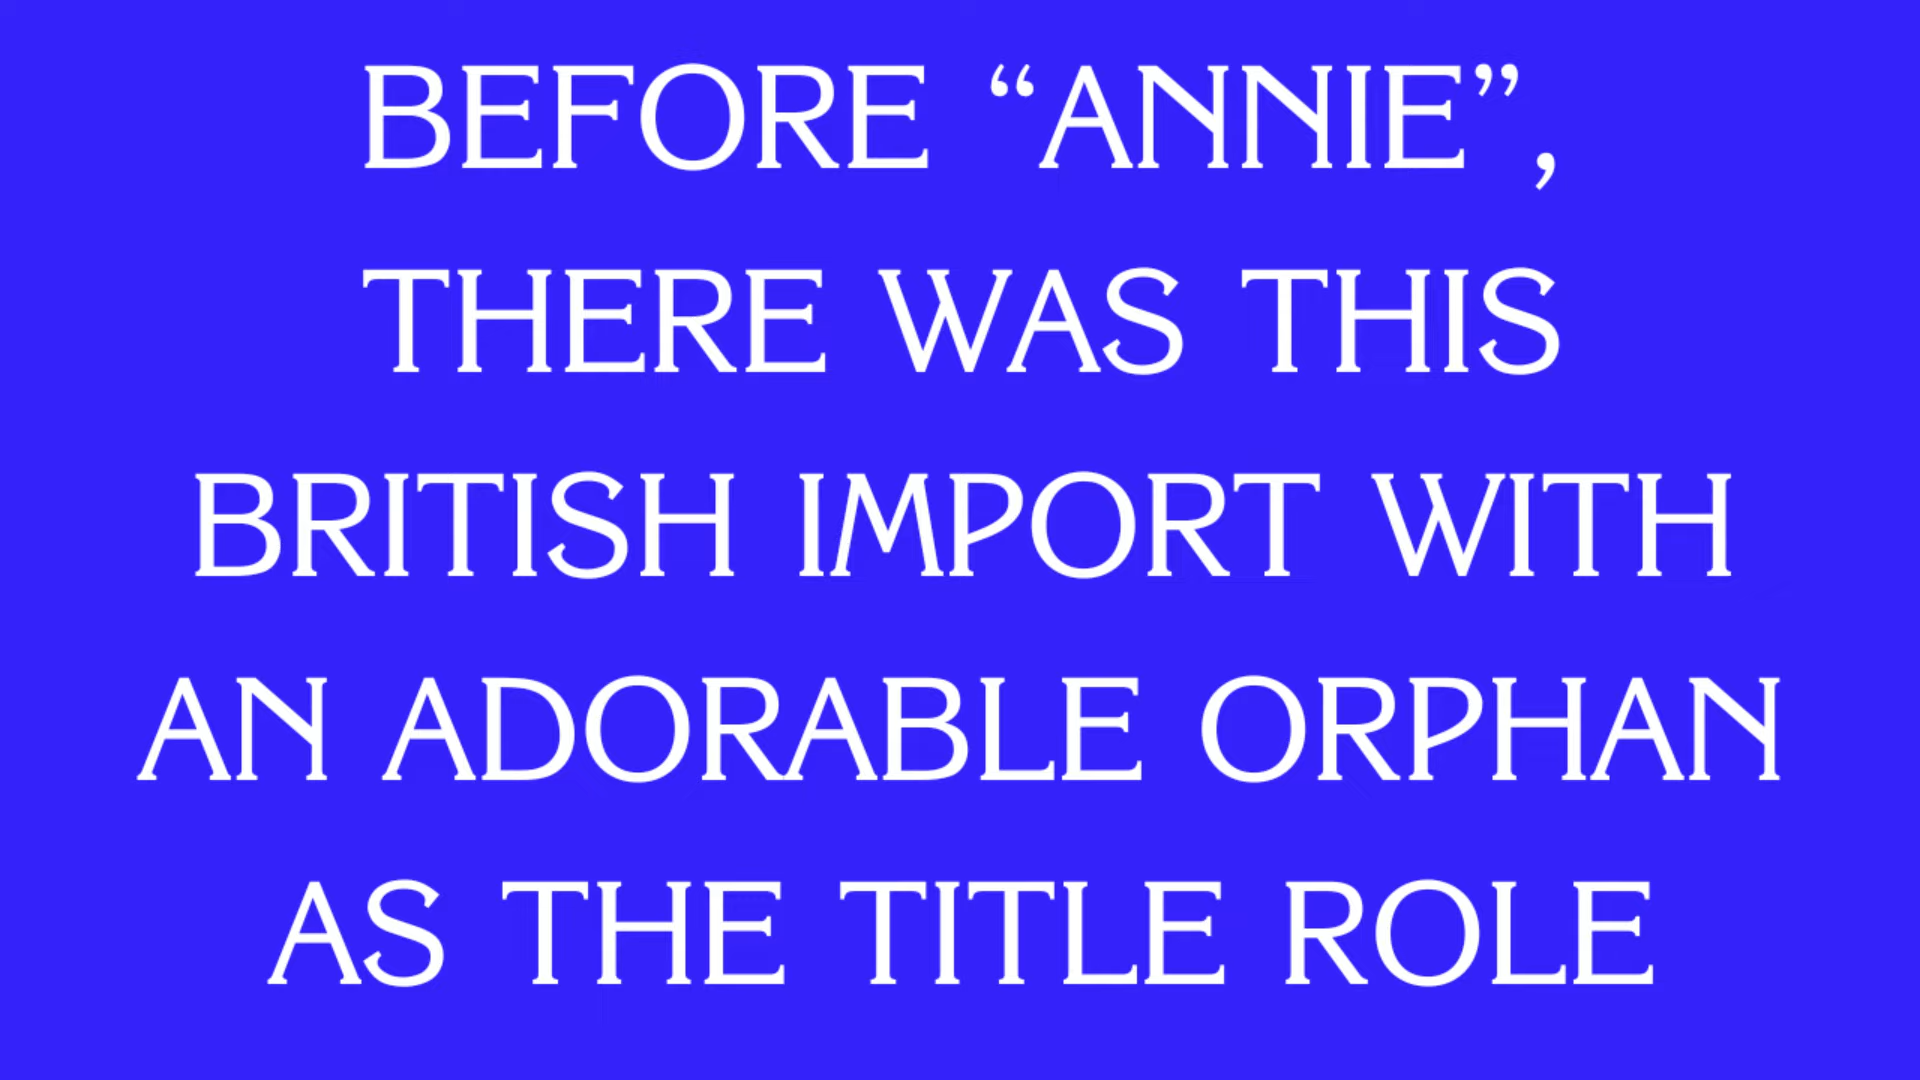 BEFORE “ANNIE”,
THERE WAS THIS
BRITISH IMPORT WITH
AN ADORABLE ORPHAN
AS THE TITLE ROLE